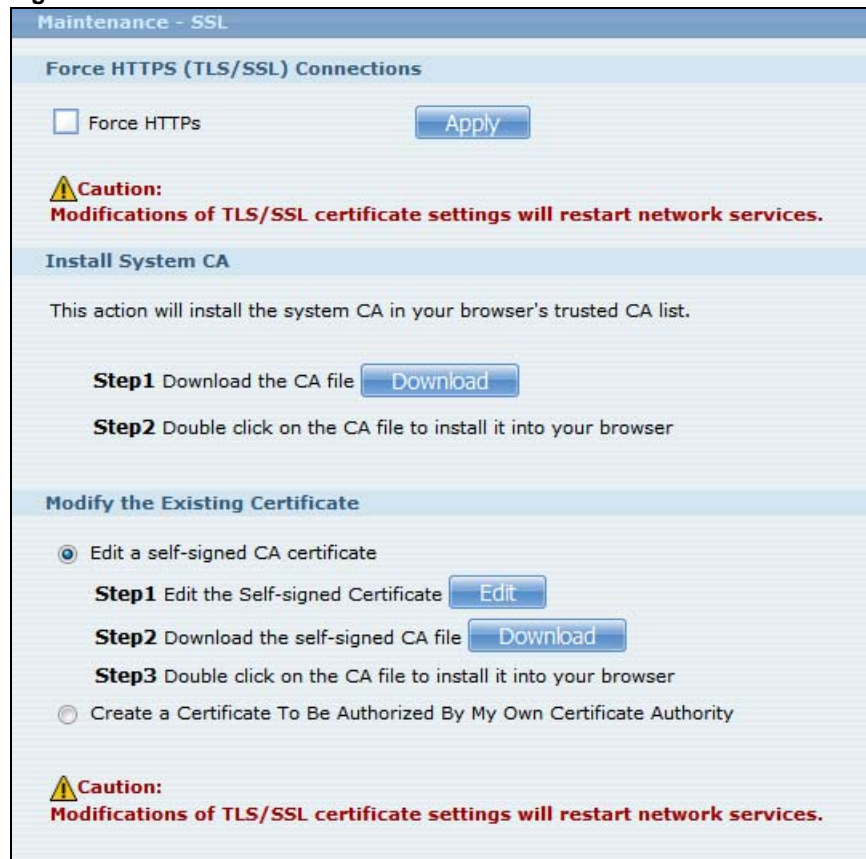 Maintenance - SSL
Force HTTPS (TLS/SSL) Connections
Force HTTPs Apply
Caution:
Modifications of TLS/SSL certificate settings will restart network services.
Install System CA
This action will install the system CA in your browser's trusted CA list.
Step1 Download the CA file Download
Step2 Double click on the CA file to install it into your browser
Modify the Existing Certificate
Edit a self-signed CA certificate
Step1 Edit the Self-signed Certificate Edit
Step2 Download the self-signed CA file Download
Step3 Double click on the CA file to install it into your browser
Create a Certificate To Be Authorized By My Own Certificate Authority
Caution:
Modifications of TLS/SSL certificate settings will restart network services.